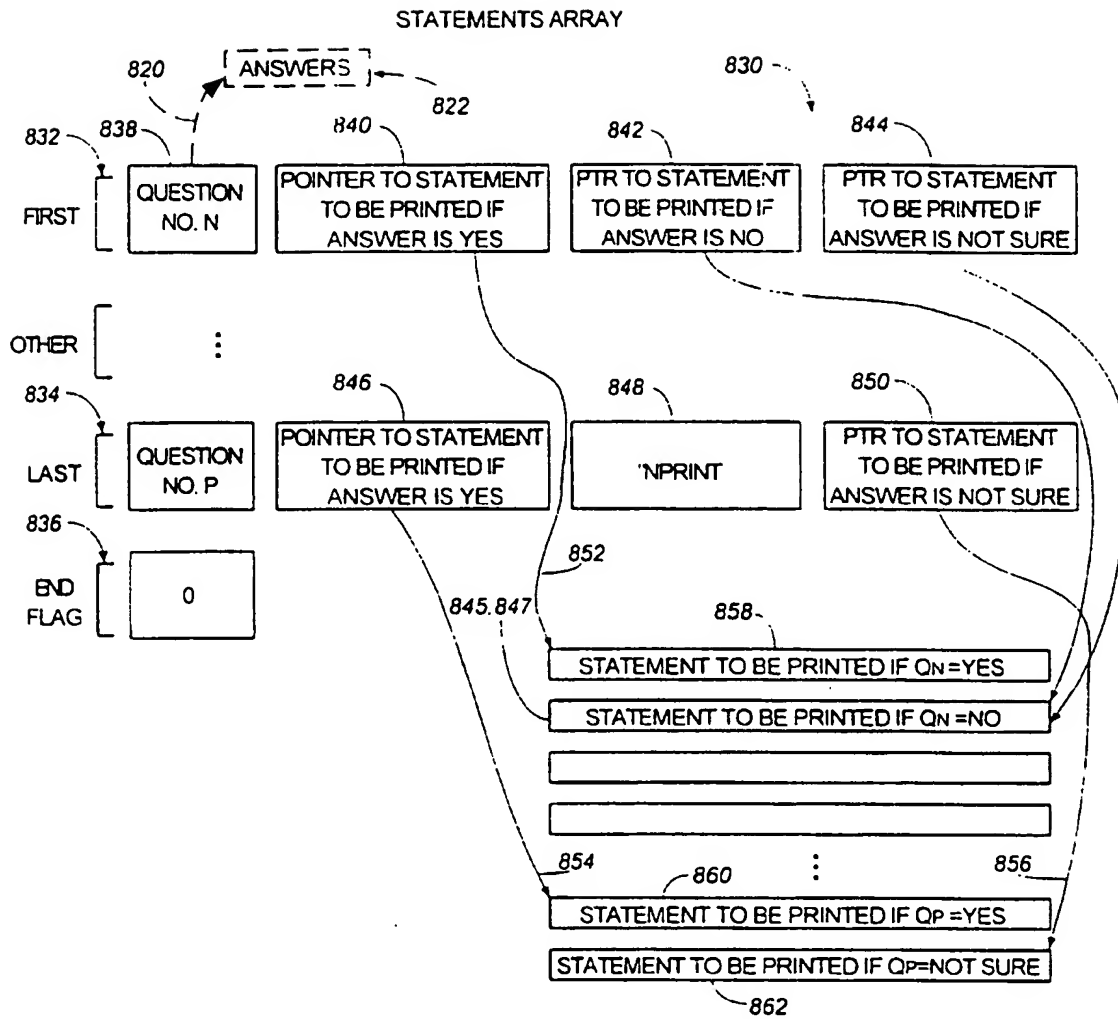 STATEMENTS ARRAY
ANSWERS
820
822
830
832
838
840
842
844
FIRST
QUESTION
NO. N
POINTER TO STATEMENT
TO BE PRINTED IF
ANSWER IS YES
PTR TO STATEMENT
TO BE PRINTED IF
ANSWER IS NO
PTR TO STATEMENT
TO BE PRINTED IF
ANSWER IS NOT SURE
OTHER
834
846
848
850
LAST
QUESTION
NO. P
POINTER TO STATEMENT
TO BE PRINTED IF
ANSWER IS YES
'NPRINT
PTR TO STATEMENT
TO BE PRINTED IF
ANSWER IS NOT SURE
836
END
FLAG
0
852
845, 847
858
STATEMENT TO BE PRINTED IF QN =YES
STATEMENT TO BE PRINTED IF QN =NO
854
860
856
STATEMENT TO BE PRINTED IF QP =YES
STATEMENT TO BE PRINTED IF QP=NOT SURE
862